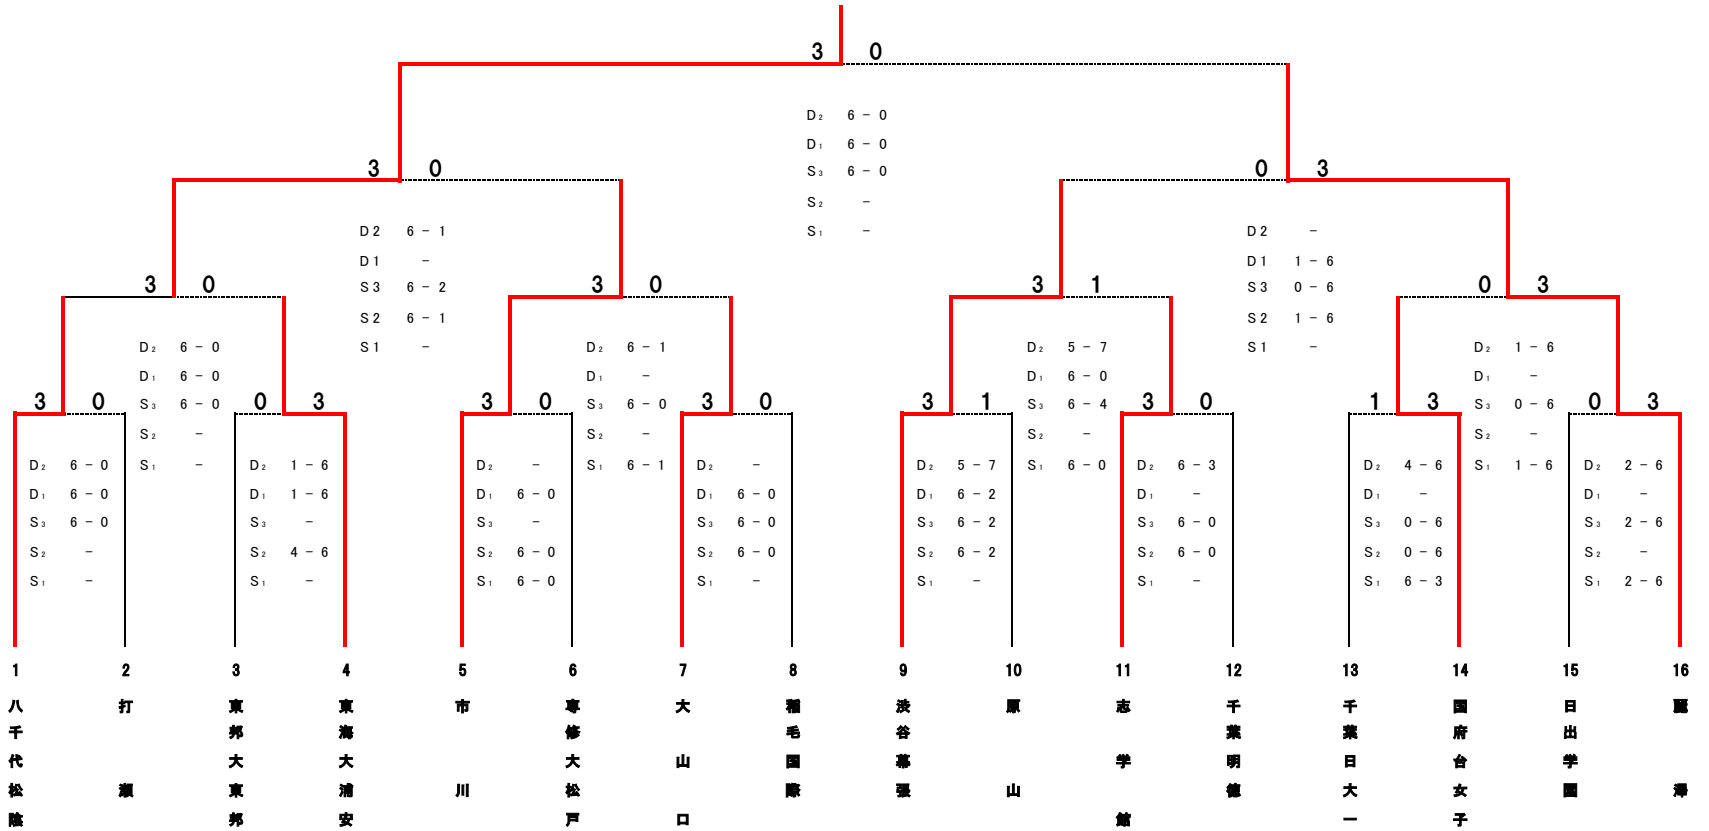 3 0
D2 6 - 0
D1 6 - 0
S3 6 - 0
S2 -
S1 -
3 0
D2 6 - 1
D1 -
S3 6 - 2
S2 6 - 1
S1 -
0 3
D2 -
D1 1 - 6
S3 0 - 6
S2 1 - 6
S1 -
3 0
D2 6 - 0
D1 6 - 0
S3 6 - 0
S2 -
S1 -
3 0
D2 6 - 1
D1 -
S3 6 - 0
S2 -
S1 6 - 1
3 1
D2 5 - 7
D1 6 - 0
S3 6 - 4
S2 -
S1 6 - 0
0 3
D2 1 - 6
D1 -
S3 0 - 6
S2 -
S1 1 - 6
3 0
D2 6 - 0
D1 6 - 0
S3 6 - 0
S2 -
S1 -
0 3
D2 1 - 6
D1 1 - 6
S3 -
S2 4 - 6
S1 -
3 0
D2 -
D1 6 - 0
S3 -
S2 6 - 0
S1 6 - 0
3 0
D2 -
D1 6 - 0
S3 6 - 0
S2 6 - 0
S1 -
3 1
D2 5 - 7
D1 6 - 2
S3 6 - 2
S2 6 - 2
S1 -
3 0
D2 6 - 3
D1 -
S3 6 - 0
S2 6 - 0
S1 -
1 3
D2 4 - 6
D1 -
S3 0 - 6
S2 0 - 6
S1 6 - 3
0 3
D2 2 - 6
D1 -
S3 2 - 6
S2 -
S1 2 - 6
1
八千代松陰
2
打瀬
3
東邦大東邦
4
東海大浦安
5
市川
6
専修大松戸
7
大山口
8
稲毛国際
9
渋谷幕張
10
原山
11
志学館
12
千葉明徳
13
千葉日大一
14
国府台女子
15
日出学園
16
麗澤